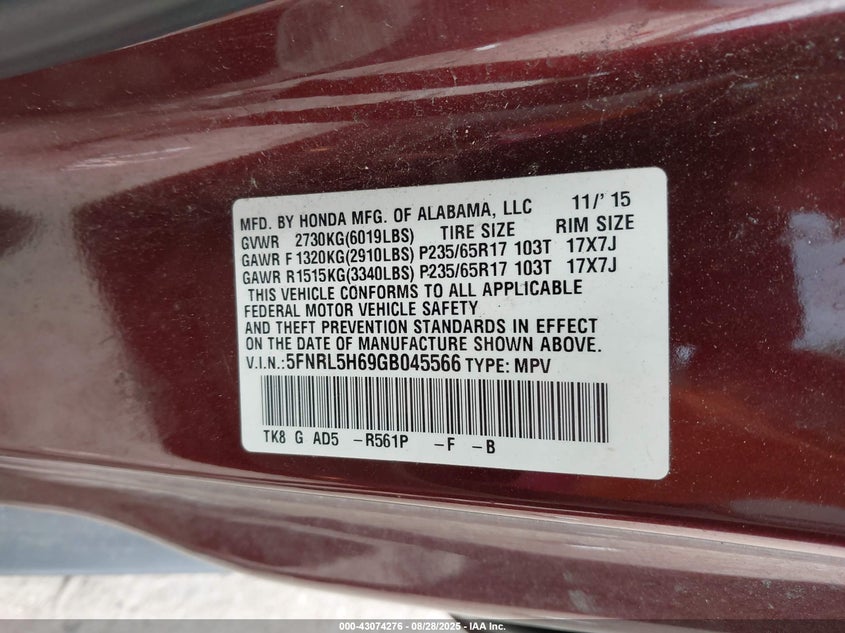 11/' 15
MFD. BY HONDA MFG. OF ALABAMA, LLC
GVWR 2730KG(6019LBS) TIRE SIZE RIM SIZE
GAWR F 1320KG(2910LBS) P235/65R17 103T 17X7J
GAWR R1515KG(3340LBS) P235/65R17 103T 17X7J
THIS VEHICLE CONFORMS TO ALL APPLICABLE
FEDERAL MOTOR VEHICLE SAFETY
AND THEFT PREVENTION STANDARDS IN EFFECT
ON THE DATE OF MANUFACTURE SHOWN ABOVE.
V.I.N.:5FNRL5H69GB045566 TYPE: MPV
TK8 G AD5 -R561P -F -B
000-43074276 - 08/28/2025 - IAA Inc.